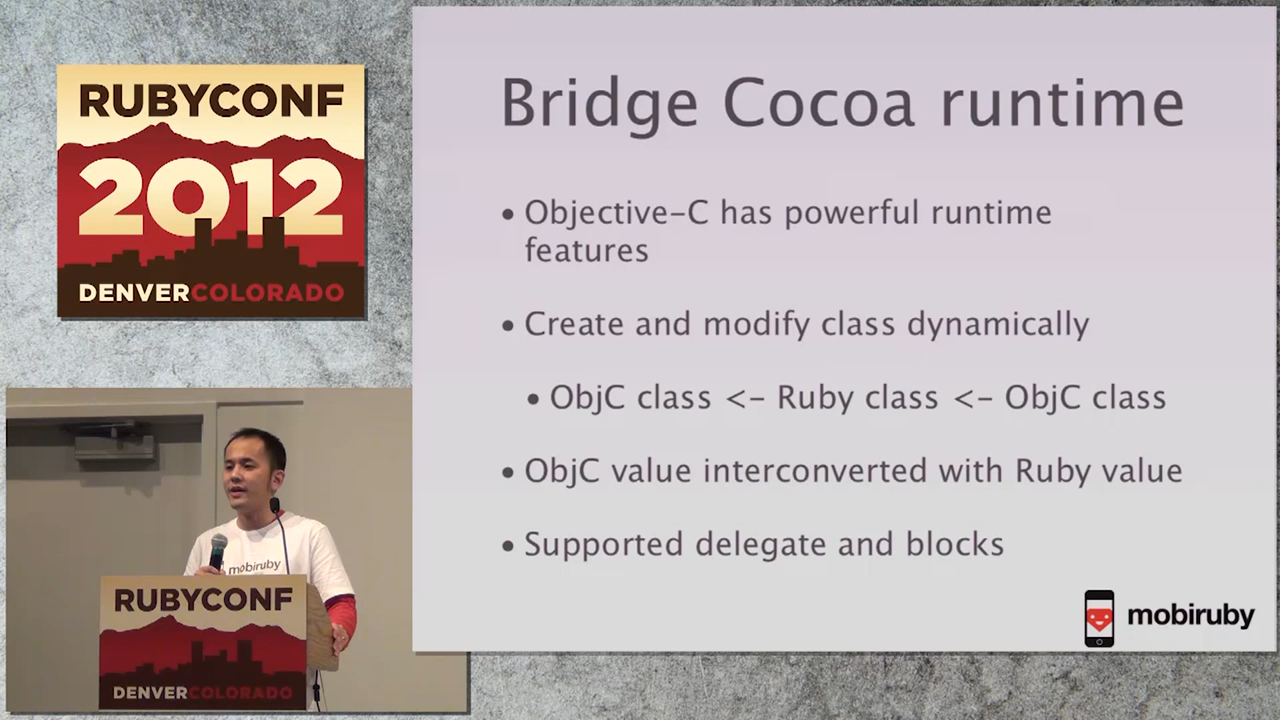 RUBYCONF
2012
DENVERCOLORADO
Bridge Cocoa runtime
• Objective-C has powerful runtime
features
• Create and modify class dynamically
• ObjC class <- Ruby class <- ObjC class
• ObjC value interconverted with Ruby value
• Supported delegate and blocks
mobiruby
mobiruby
RUBYCONF
DENVERCOLORADO